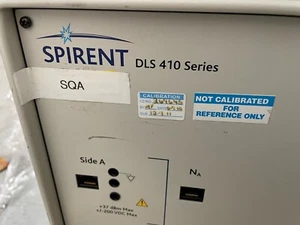 SPIRENT DLS 410 Series
SQA
CALIBRATION
NOT CALIBRATED
FOR REFERENCE ONLY
Side A
NA
+37 dBm Max
+/-200 VDC Max